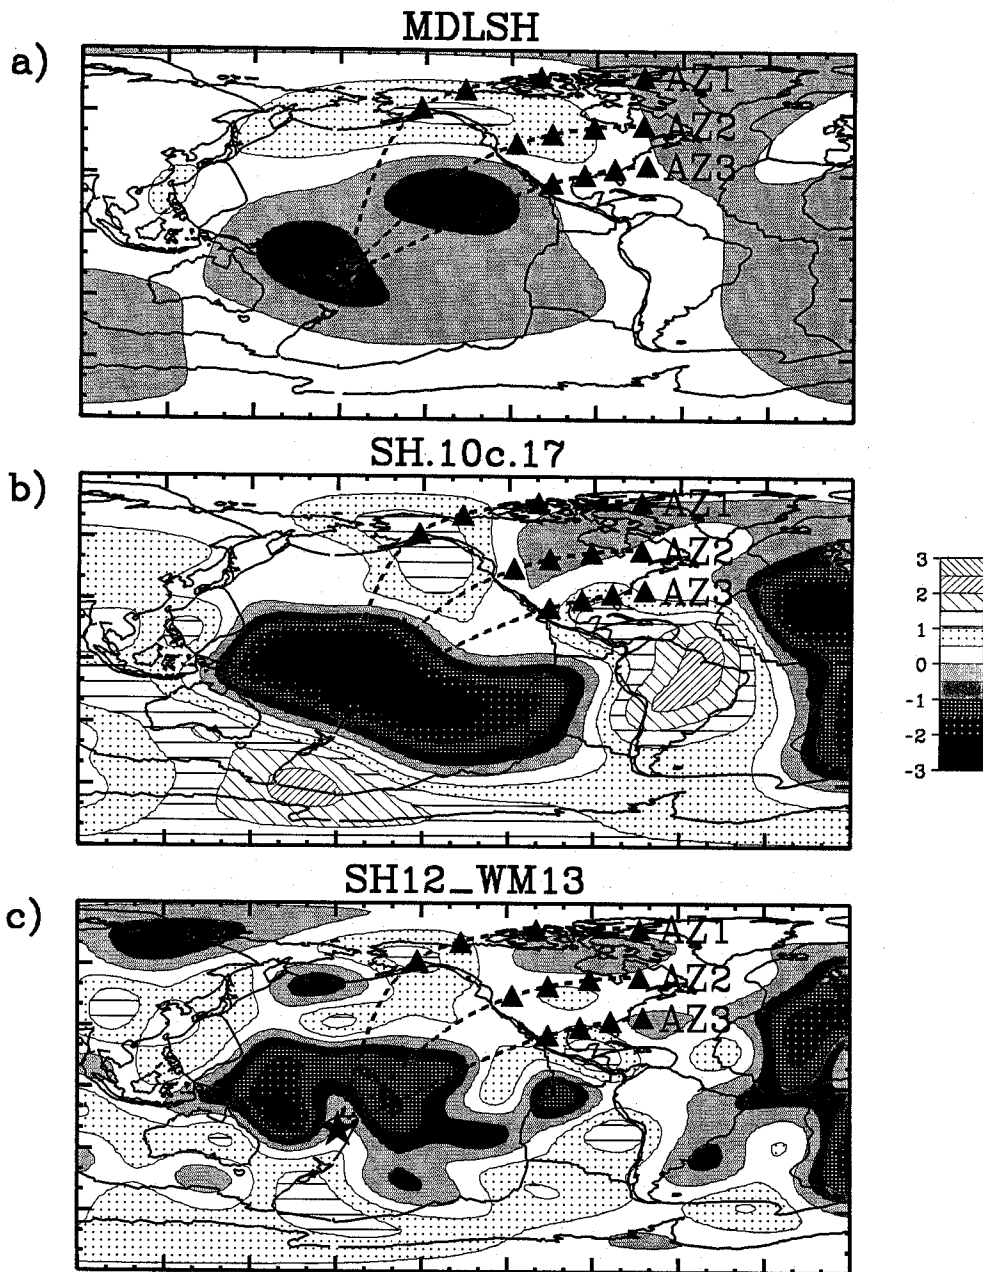 MDLSH
a)
AZ1
AZ2
AZ3
SH.10c.17
b)
AZ1
AZ2
AZ3
3
2
1
0
-1
-2
-3
SH12_WM13
c)
AZ1
AZ2
AZ3